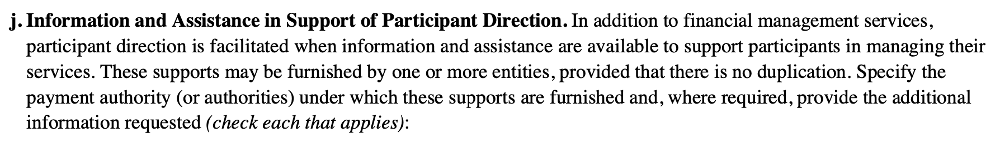 j. Information and Assistance in Support of Participant Direction. In addition to financial management services,
participant direction is facilitated when information and assistance are available to support participants in managing their
services. These supports may be furnished by one or more entities, provided that there is no duplication. Specify the
payment authority (or authorities) under which these supports are furnished and, where required, provide the additional
information requested (check each that applies):